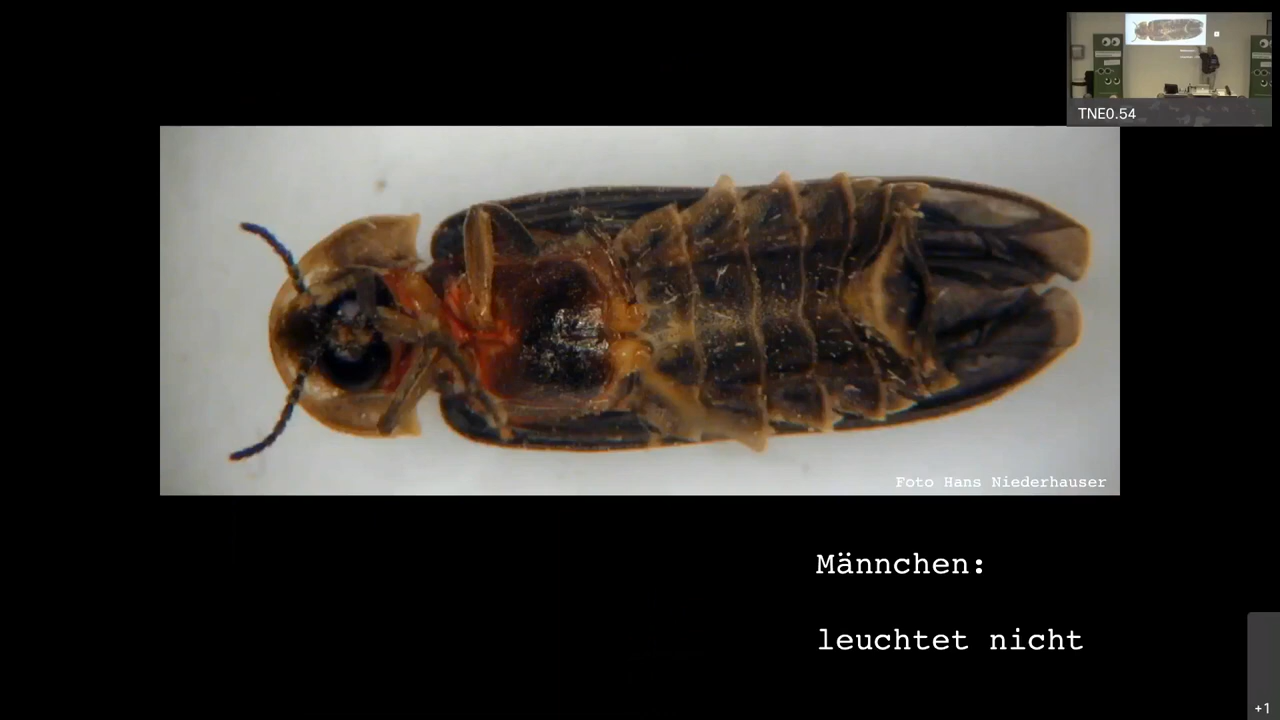 TNE0.54
Foto Hans Niederhauser
Männchen:
leuchtet nicht
+1